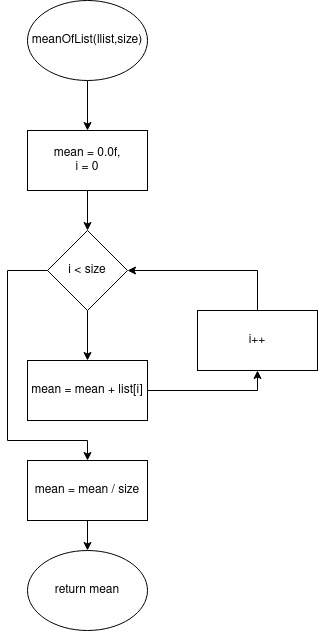 meanOfList(llist,size)
mean = 0.0f,
i = 0
i < size
i++
mean = mean + list[i]
mean = mean / size
return mean